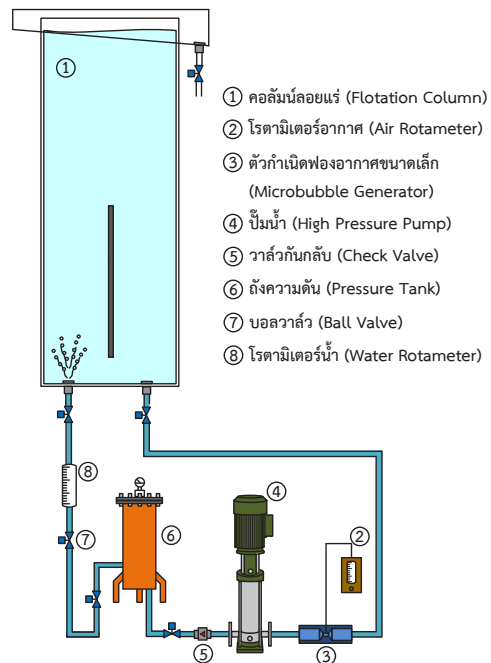 ① คอลัมน์ลอยแร่ (Flotation Column)
② โรตามิเตอร์อากาศ (Air Rotameter)
③ ตัวกำเนิดฟองอากาศขนาดเล็ก
(Microbubble Generator)
④ ปั๊มน้ำ (High Pressure Pump)
⑤ วาล์วกันกลับ (Check Valve)
⑥ ถังความดัน (Pressure Tank)
⑦ บอลวาล์ว (Ball Valve)
⑧ โรตามิเตอร์น้ำ (Water Rotameter)
①
⑧
④
②
⑦
⑥
⑤
③